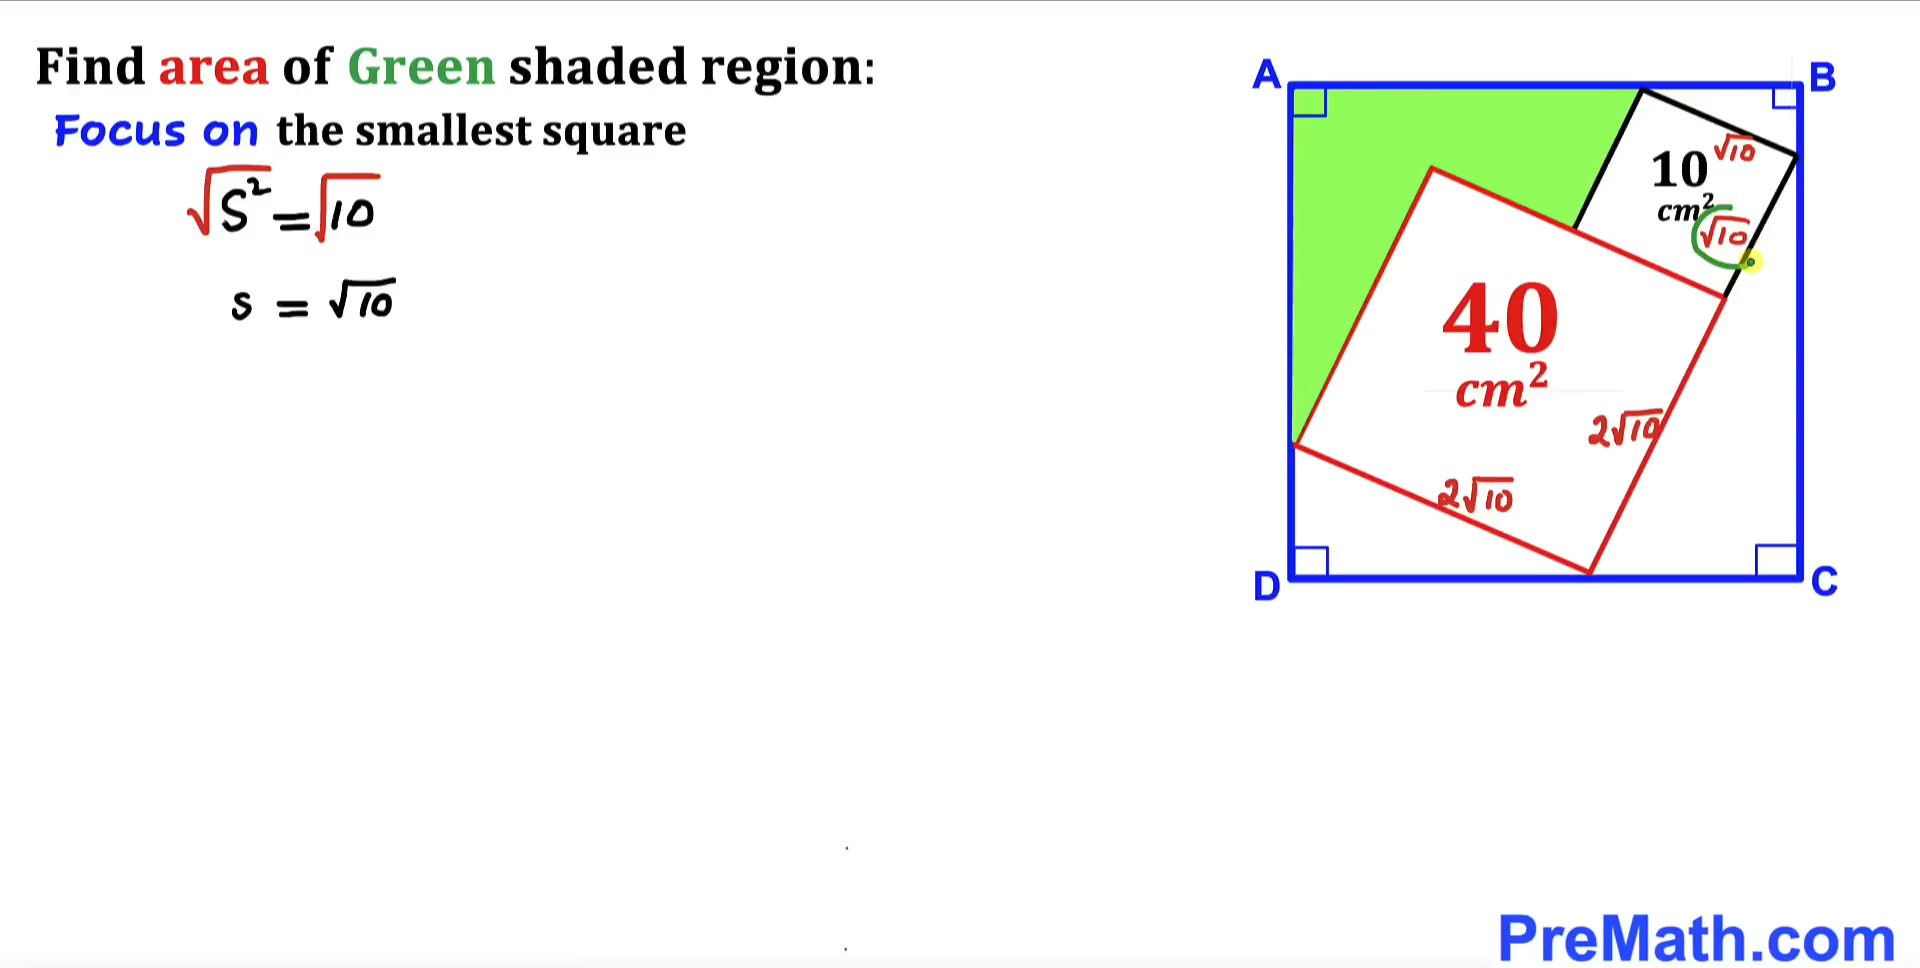 Find area of Green shaded region:
Focus on the smallest square
√S² = √10
s = √10
A
B
10 √10
cm²
√10
40
cm²
2√10
2√10
D
C
PreMath.com